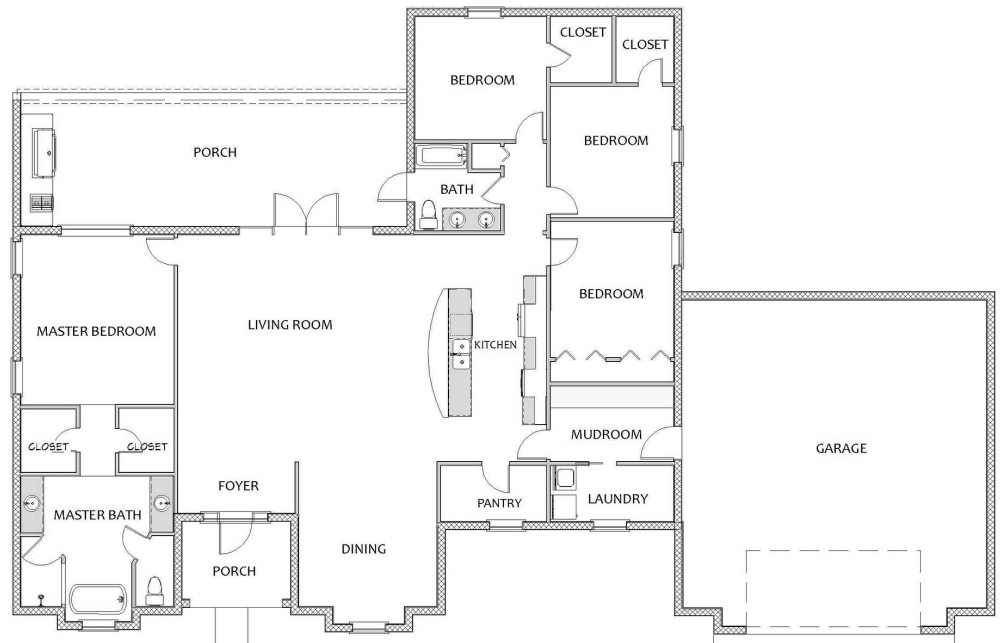 CLOSET
CLOSET
BEDROOM
BEDROOM
PORCH
BATH
BEDROOM
LIVING ROOM
MASTER BEDROOM
KITCHEN
MUDROOM
CLOSET
CLOSET
GARAGE
FOYER
PANTRY
LAUNDRY
MASTER BATH
DINING
PORCH